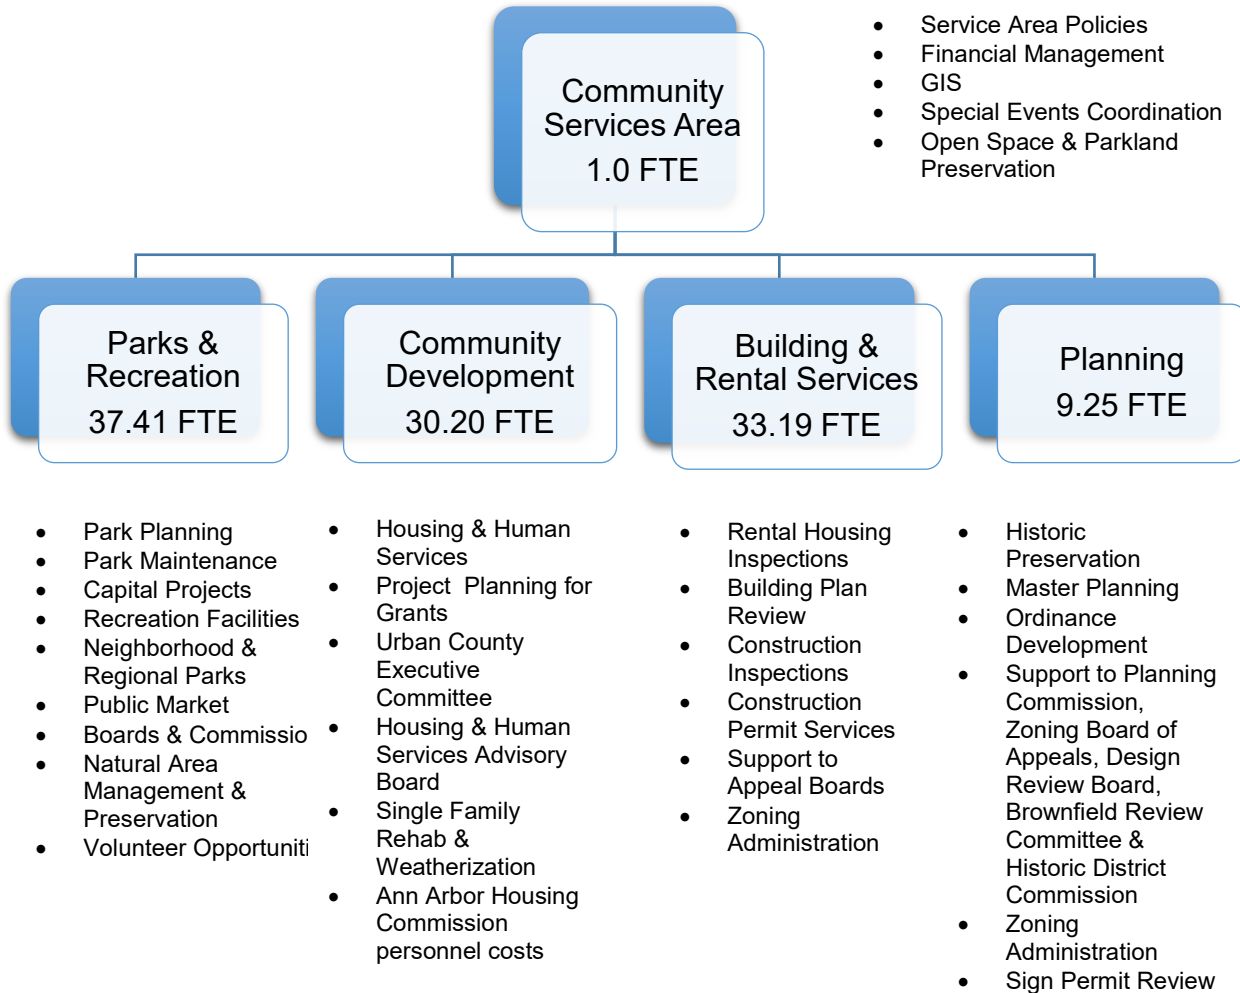 Community
Services Area
1.0 FTE
• Service Area Policies
• Financial Management
• GIS
• Special Events Coordination
• Open Space & Parkland
Preservation
Parks &
Recreation
37.41 FTE
Community
Development
30.20 FTE
Building &
Rental Services
33.19 FTE
Planning
9.25 FTE
• Park Planning
• Park Maintenance
• Capital Projects
• Recreation Facilities
• Neighborhood &
Regional Parks
• Public Market
• Boards & Commissio
• Natural Area
Management &
Preservation
• Volunteer Opportuniti
• Housing & Human
Services
• Project  Planning for
Grants
• Urban County
Executive
Committee
• Housing & Human
Services Advisory
Board
• Single Family
Rehab &
Weatherization
• Ann Arbor Housing
Commission
personnel costs
• Rental Housing
Inspections
• Building Plan
Review
• Construction
Inspections
• Construction
Permit Services
• Support to
Appeal Boards
• Zoning
Administration
• Historic
Preservation
• Master Planning
• Ordinance
Development
• Support to Planning
Commission,
Zoning Board of
Appeals, Design
Review Board,
Brownfield Review
Committee &
Historic District
Commission
• Zoning
Administration
• Sign Permit Review